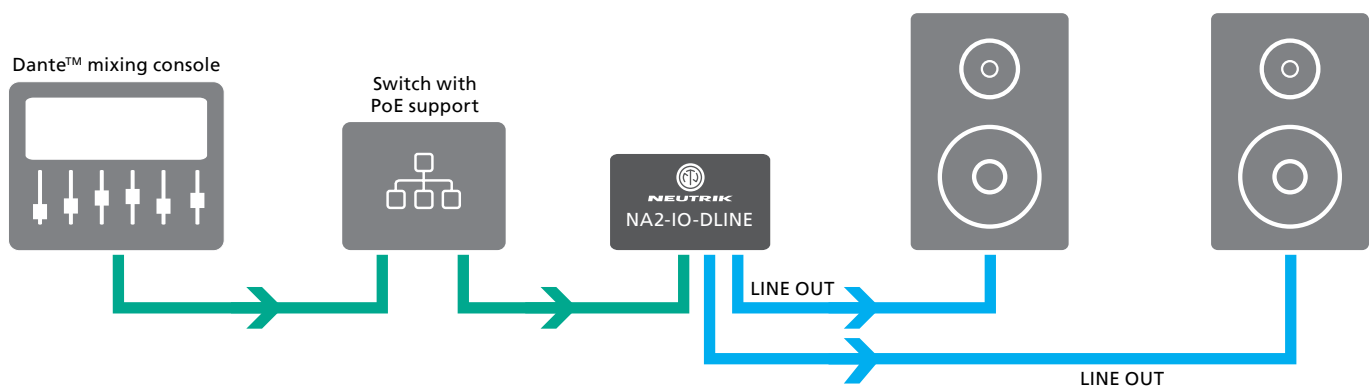 Dante™ mixing console
Switch with
PoE support
NEUTRIK
NA2-IO-DLINE
LINE OUT
LINE OUT